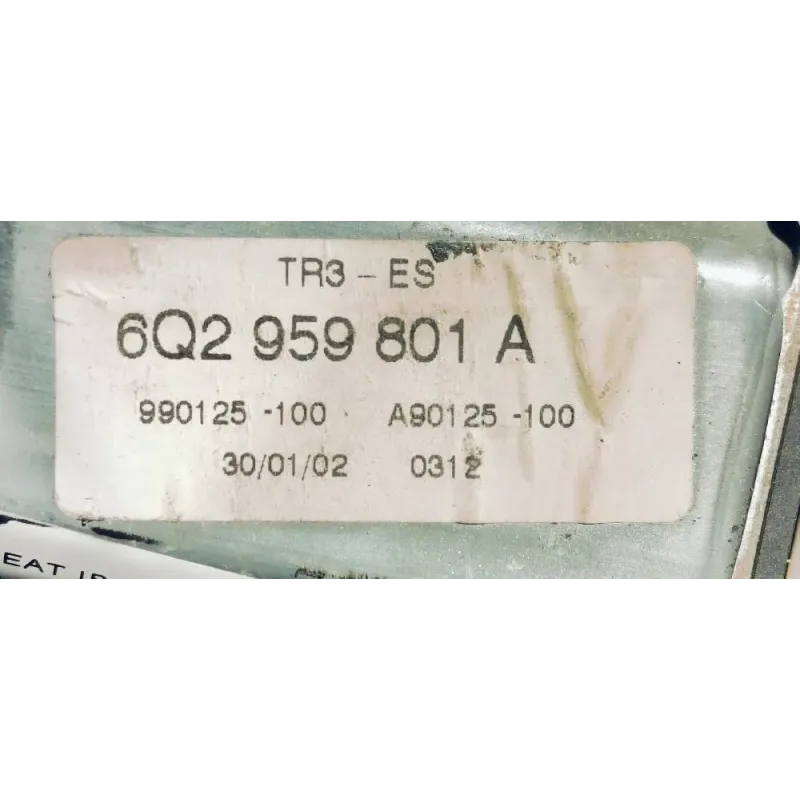 TR3 - ES
6Q2 959 801 A
990125 -100 A90125 -100
30/01/02 0312
EAT